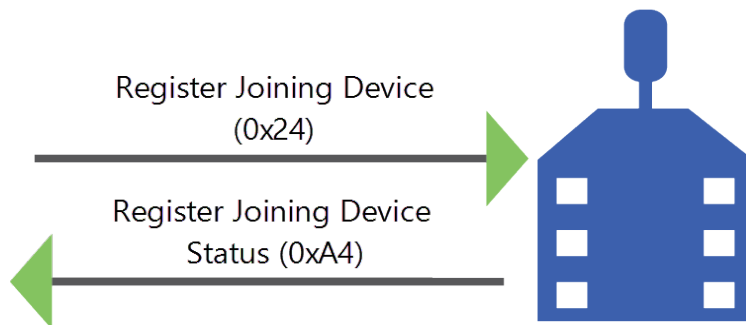 Register Joining Device
(0x24)
Register Joining Device
Status (0xA4)